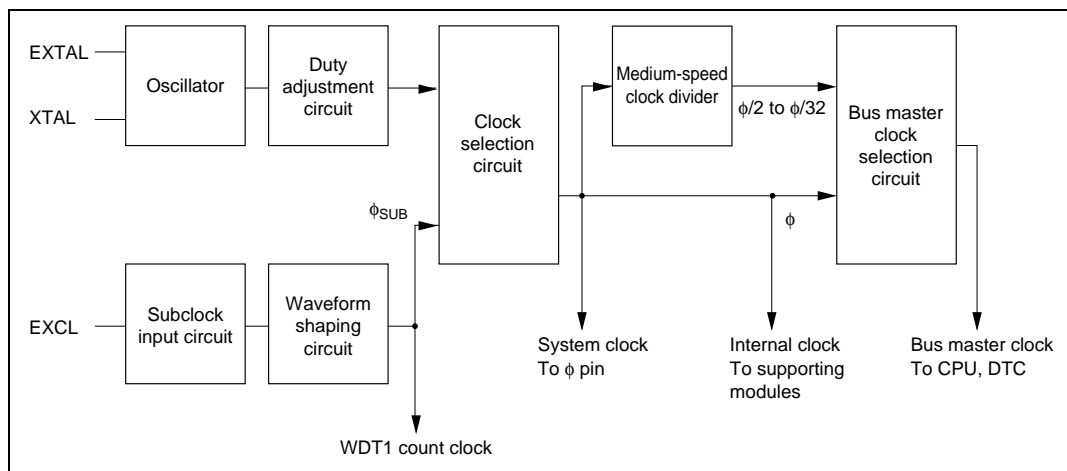 EXTAL
XTAL
Oscillator
Duty
adjustment
circuit
Clock
selection
circuit
Medium-speed
clock divider
ϕ/2 to ϕ/32
Bus master
clock
selection
circuit
ϕSUB
ϕ
EXCL
Subclock
input circuit
Waveform
shaping
circuit
System clock
To ϕ pin
Internal clock
To supporting
modules
Bus master clock
To CPU, DTC
WDT1 count clock